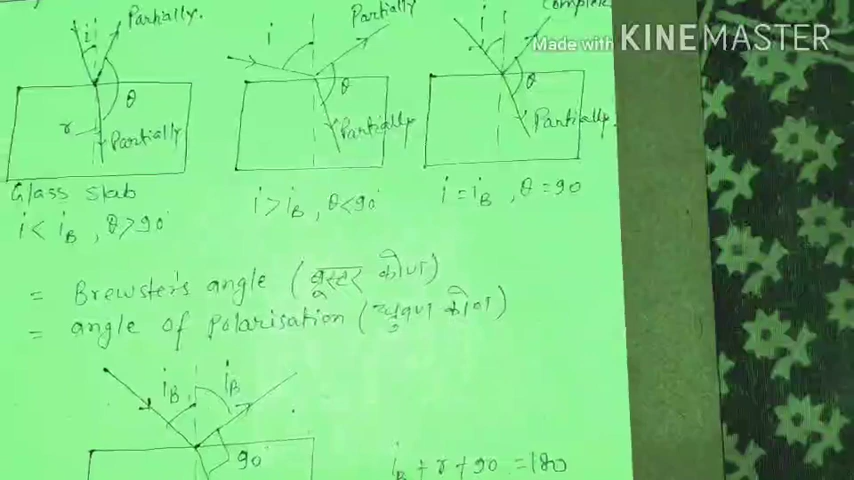 Partially.
Partially
Complete
Made with KINEMASTER
i
i
i
θ
θ
θ
r
Partially
Partially
Partially.
Glass slab
i < iB , θ > 90°
i > iB , θ < 90°
i = iB , θ = 90
= Brewster's angle (ब्रूस्टर कोण)
= angle of Polarisation (ध्रुवण कोण)
iB iB
90
iB + r + 90 = 180